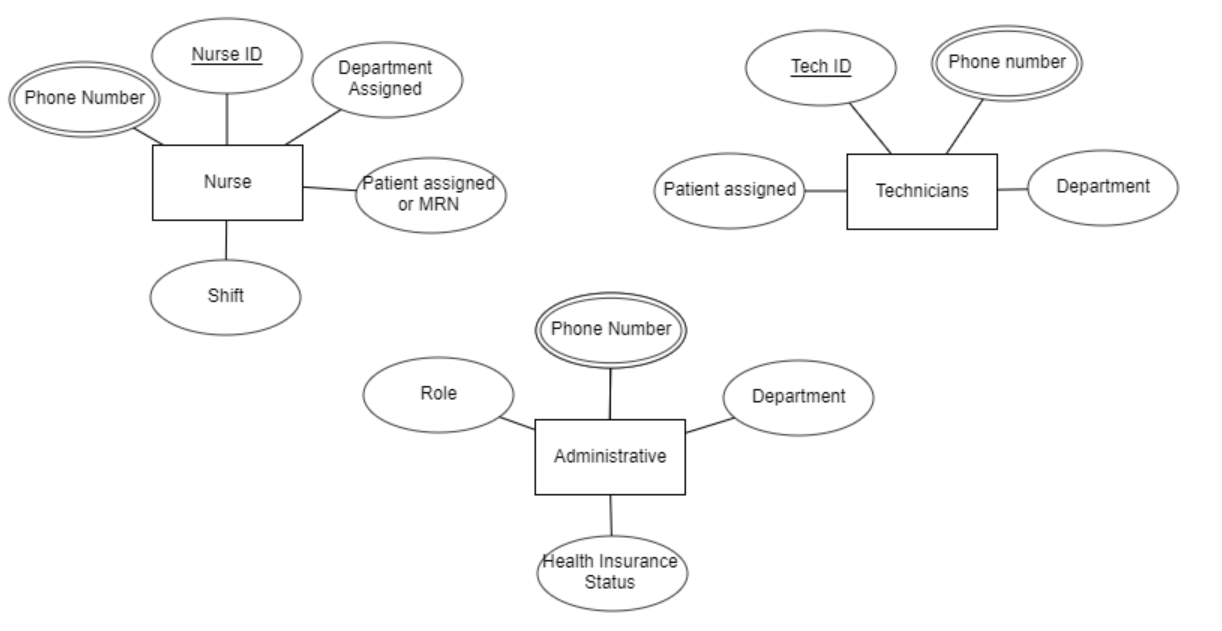 Nurse ID
Phone Number
Department
Assigned
Nurse
Patient assigned
or MRN
Shift
Tech ID
Phone number
Patient assigned
Technicians
Department
Phone Number
Role
Department
Administrative
Health Insurance
Status